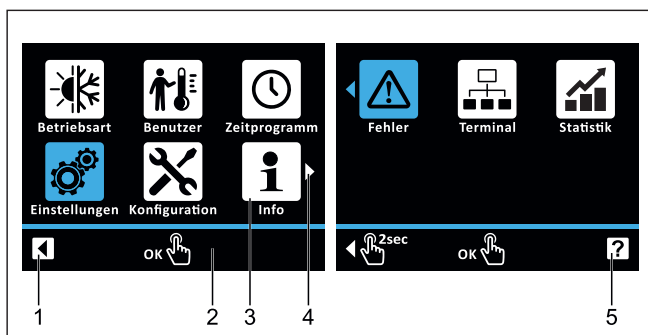 Betriebsart Benutzer Zeitprogramm
Einstellungen Konfiguration Info
OK
Fehler Terminal Statistik
2sec OK ?
1 2 3 4 5